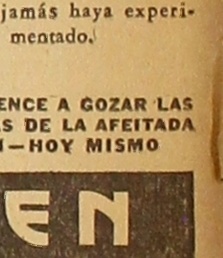 jamás haya experi-
mentado.
ENCE A GOZAR LAS
S DE LA AFEITADA
—HOY MISMO
EN